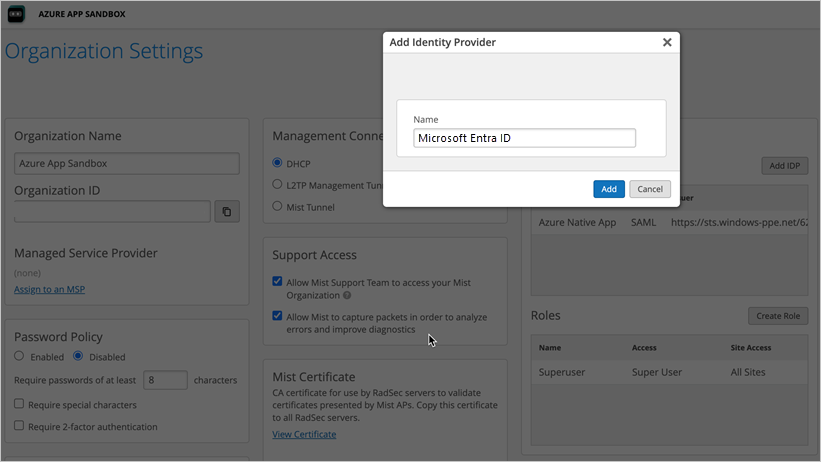 AZURE APP SANDBOX
Organization Settings
Add Identity Provider
Name
Microsoft Entra ID
Add
Cancel
Organization Name
Azure App Sandbox
Organization ID
Managed Service Provider
(none)
Assign to an MSP
Password Policy
Enabled
Disabled
Require passwords of at least 8 characters
Require special characters
Require 2-factor authentication
Management Conne
DHCP
L2TP Management Tun
Mist Tunnel
Support Access
Allow Mist Support Team to access your Mist
Organization
Allow Mist to capture packets in order to analyze
errors and improve diagnostics
Mist Certificate
CA certificate for use by RadSec servers to validate
certificates presented by Mist APIs. Copy this certificate
to all RadSec servers.
View Certificate
Add IDP
uer
Azure Native App SAML https://sts.windows-ppe.net/62
Roles
Create Role
Name Access Site Access
Superuser Super User All Sites